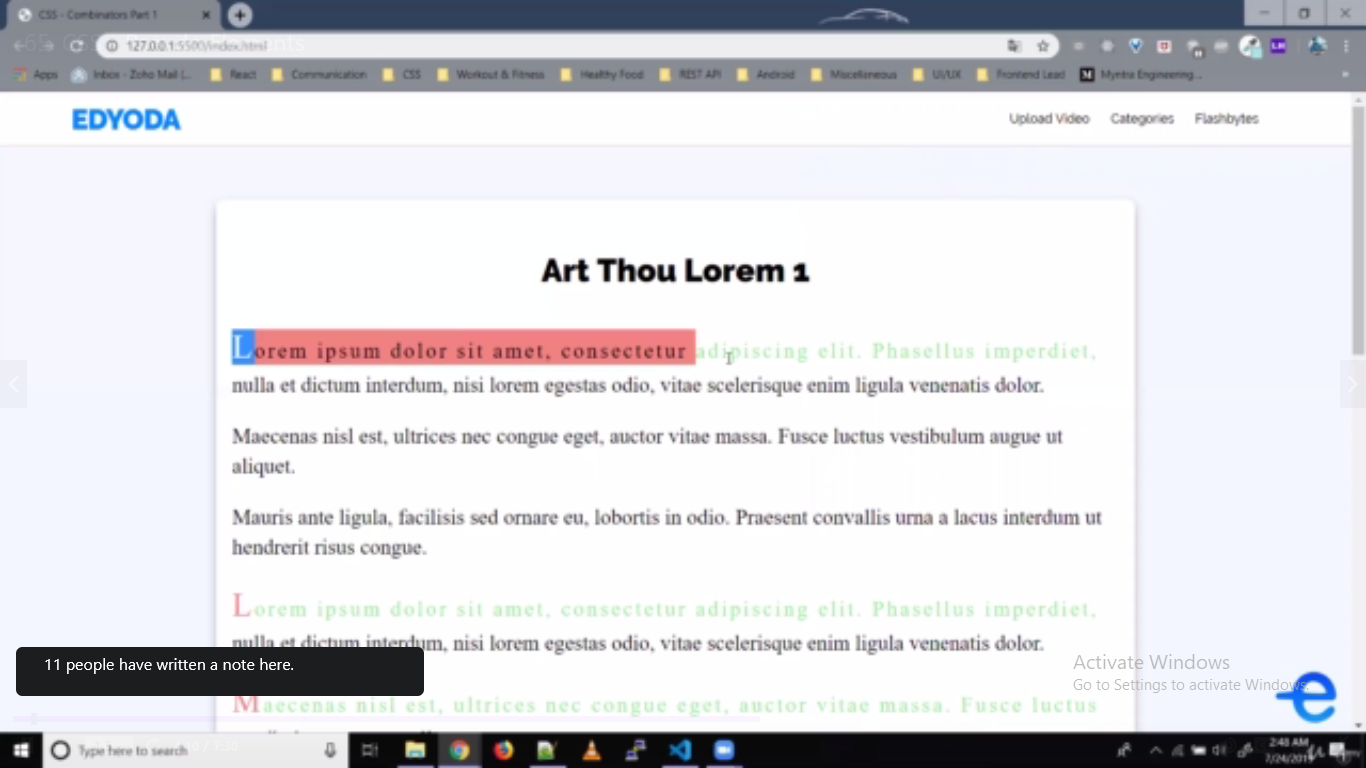 CSS - Combinators Part 1
127.0.0.1:5500/index.html
Apps Inbox - Zoho Mail (... React Communication CSS Workout & Fitness Healthy Food REST API Android Miscellaneous UI/UX Frontend Lead M Myntra Engineering...
EDYODA Upload Video Categories Flashbytes
Art Thou Lorem 1
Lorem ipsum dolor sit amet, consectetur adipiscing elit. Phasellus imperdiet,
nulla et dictum interdum, nisi lorem egestas odio, vitae scelerisque enim ligula venenatis dolor.
Maecenas nisl est, ultrices nec congue eget, auctor vitae massa. Fusce luctus vestibulum augue ut
aliquet.
Mauris ante ligula, facilisis sed ornare eu, lobortis in odio. Praesent convallis urna a lacus interdum ut
hendrerit risus congue.
Lorem ipsum dolor sit amet, consectetur adipiscing elit. Phasellus imperdiet,
nulla et dictum interdum, nisi lorem egestas odio, vitae scelerisque enim ligula venenatis dolor.
11 people have written a note here.
Activate Windows
Go to Settings to activate Windows.
Maecenas nisl est, ultrices nec congue eget, auctor vitae massa. Fusce luctus
Type here to search
2:48 AM